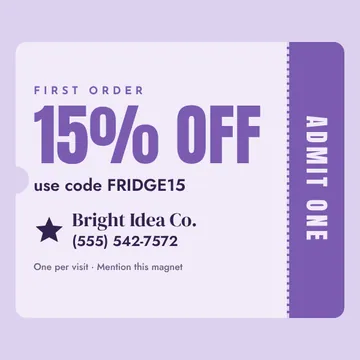 FIRST ORDER
15% OFF
use code FRIDGE15
Bright Idea Co.
(555) 542-7572
One per visit · Mention this magnet
ADMIT ONE